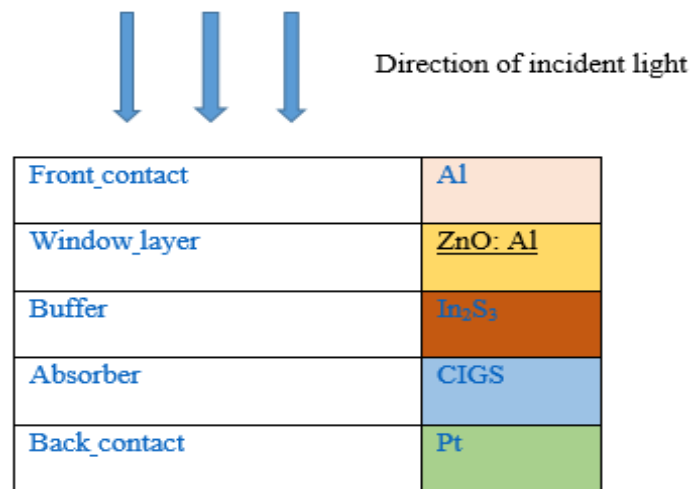 Direction of incident light
Front_contact Al
Window_layer ZnO: Al
Buffer In₂S₃
Absorber CIGS
Back_contact Pt